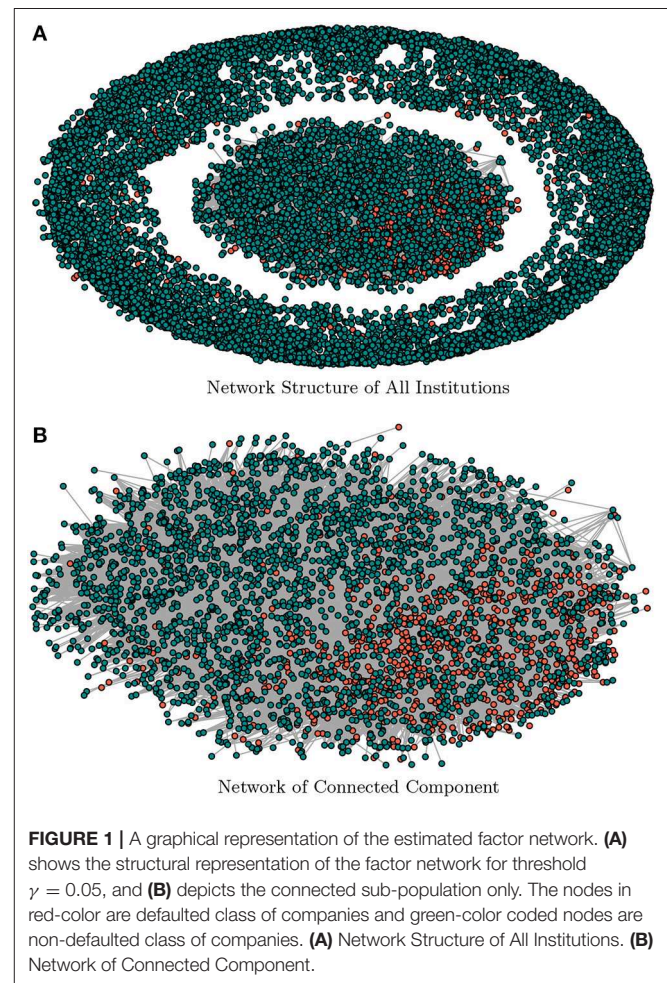 A
Network Structure of All Institutions
B
Network of Connected Component
FIGURE 1 | A graphical representation of the estimated factor network. (A)
shows the structural representation of the factor network for threshold
γ = 0.05, and (B) depicts the connected sub-population only. The nodes in
red-color are defaulted class of companies and green-color coded nodes are
non-defaulted class of companies. (A) Network Structure of All Institutions. (B)
Network of Connected Component.